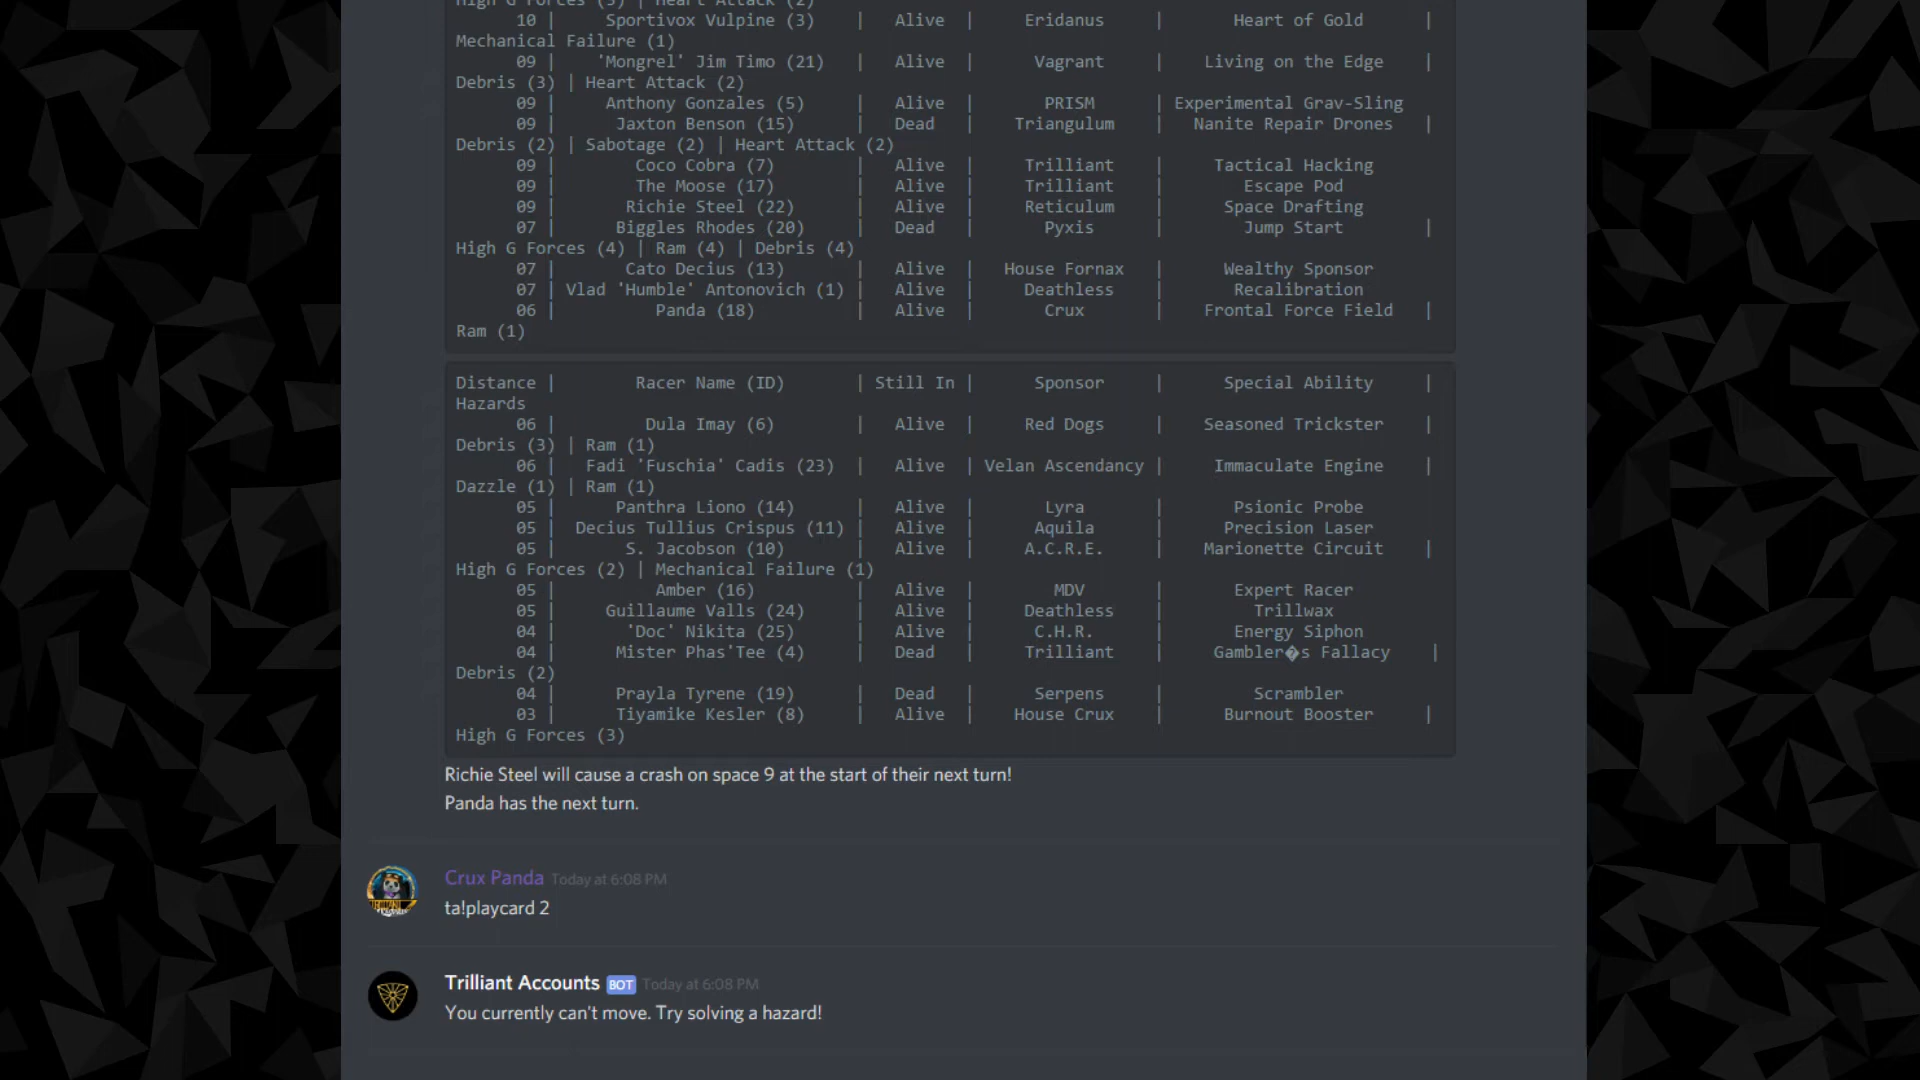 High G Forces (3) | Heart Attack (2)
10 | Sportivox Vulpine (3) | Alive | Eridanus | Heart of Gold |
Mechanical Failure (1)
09 | 'Mongrel' Jim Timo (21) | Alive | Vagrant | Living on the Edge |
Debris (3) | Heart Attack (2)
09 | Anthony Gonzales (5) | Alive | PRISM | Experimental Grav-Sling
09 | Jaxton Benson (15) | Dead | Triangulum | Nanite Repair Drones |
Debris (2) | Sabotage (2) | Heart Attack (2)
09 | Coco Cobra (7) | Alive | Trilliant | Tactical Hacking
09 | The Moose (17) | Alive | Trilliant | Escape Pod
09 | Richie Steel (22) | Alive | Reticulum | Space Drafting
07 | Biggles Rhodes (20) | Dead | Pyxis | Jump Start |
High G Forces (4) | Ram (4) | Debris (4)
07 | Cato Decius (13) | Alive | House Fornax | Wealthy Sponsor
07 | Vlad 'Humble' Antonovich (1) | Alive | Deathless | Recalibration
06 | Panda (18) | Alive | Crux | Frontal Force Field |
Ram (1)
Distance | Racer Name (ID) | Still In | Sponsor | Special Ability |
Hazards
06 | Dula Imay (6) | Alive | Red Dogs | Seasoned Trickster |
Debris (3) | Ram (1)
06 | Fadi 'Fuschia' Cadis (23) | Alive | Velan Ascendancy | Immaculate Engine |
Dazzle (1) | Ram (1)
05 | Panthra Liono (14) | Alive | Lyra | Psionic Probe
05 | Decius Tullius Crispus (11) | Alive | Aquila | Precision Laser
05 | S. Jacobson (10) | Alive | A.C.R.E. | Marionette Circuit |
High G Forces (2) | Mechanical Failure (1)
05 | Amber (16) | Alive | MDV | Expert Racer
05 | Guillaume Valls (24) | Alive | Deathless | Trillwax
04 | 'Doc' Nikita (25) | Alive | C.H.R. | Energy Siphon
04 | Mister Phas'Tee (4) | Dead | Trilliant | Gambler�s Fallacy |
Debris (2)
04 | Prayla Tyrene (19) | Dead | Serpens | Scrambler
03 | Tiyamike Kesler (8) | Alive | House Crux | Burnout Booster |
High G Forces (3)
Richie Steel will cause a crash on space 9 at the start of their next turn!
Panda has the next turn.
Crux Panda Today at 6:08 PM
ta!playcard 2
Trilliant Accounts BOT Today at 6:08 PM
You currently can't move. Try solving a hazard!